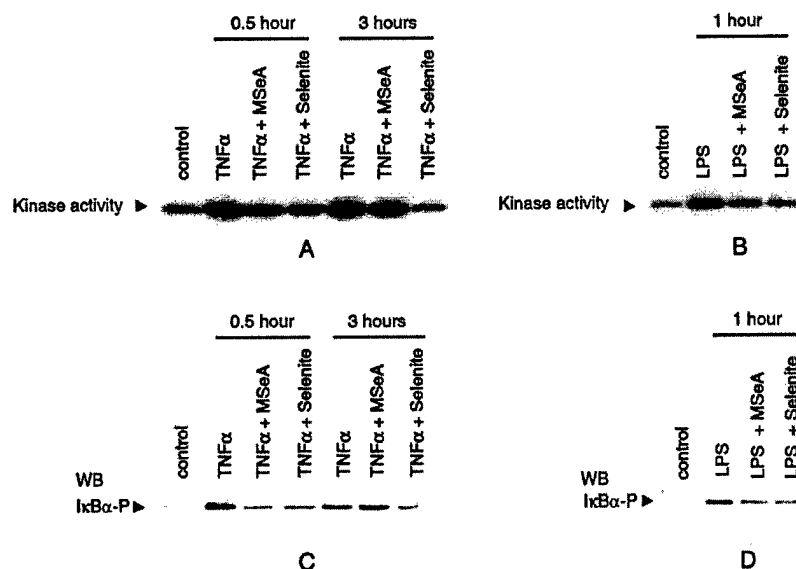 0.5 hour
3 hours
control
TNFα
TNFα + MSeA
TNFα + Selenite
TNFα
TNFα + MSeA
TNFα + Selenite
Kinase activity
A
1 hour
control
LPS
LPS + MSeA
LPS + Selenite
Kinase activity
B
0.5 hour
3 hours
control
TNFα
TNFα + MSeA
TNFα + Selenite
TNFα
TNFα + MSeA
TNFα + Selenite
WB
IκBα-P
C
1 hour
control
LPS
LPS + MSeA
LPS + Selenite
WB
IκBα-P
D